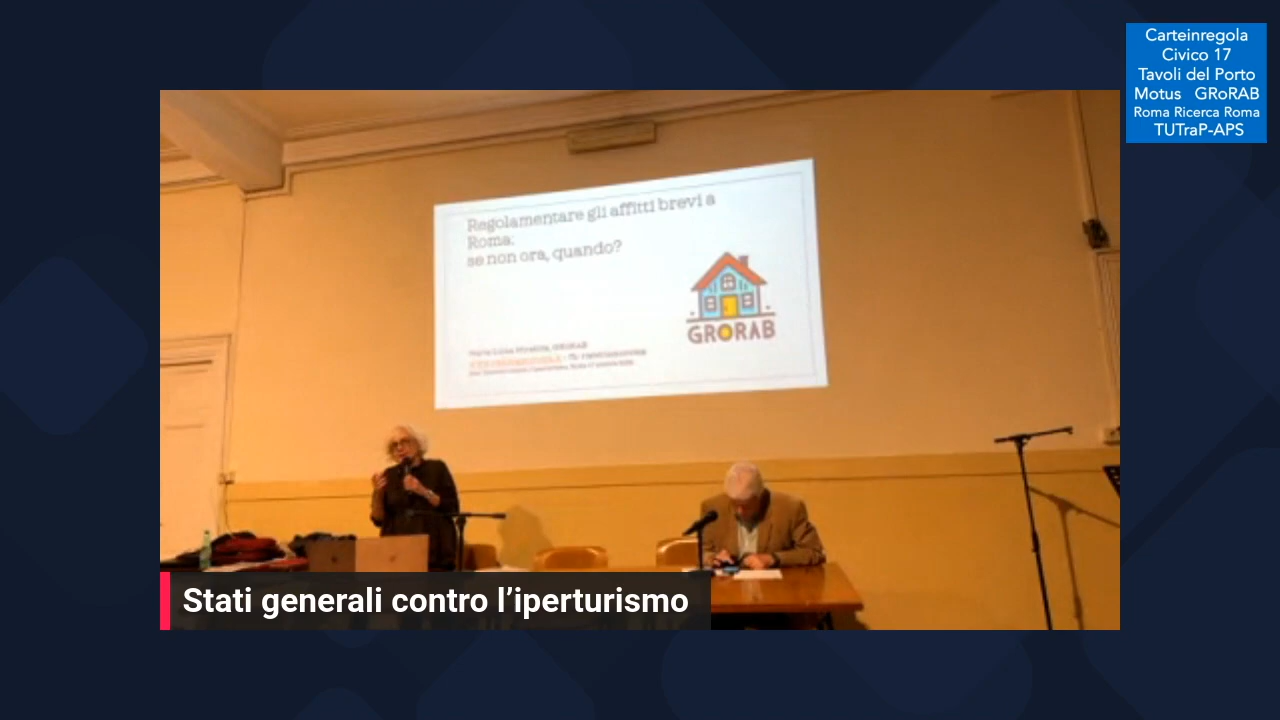 Carteinregola
Civico 17
Tavoli del Porto
Motus GRoRAB
Roma Ricerca Roma
TUTraP-APS
Regolamentare gli affitti brevi a
Roma:
se non ora, quando?
GRORAB
Stati generali contro l’iperturismo